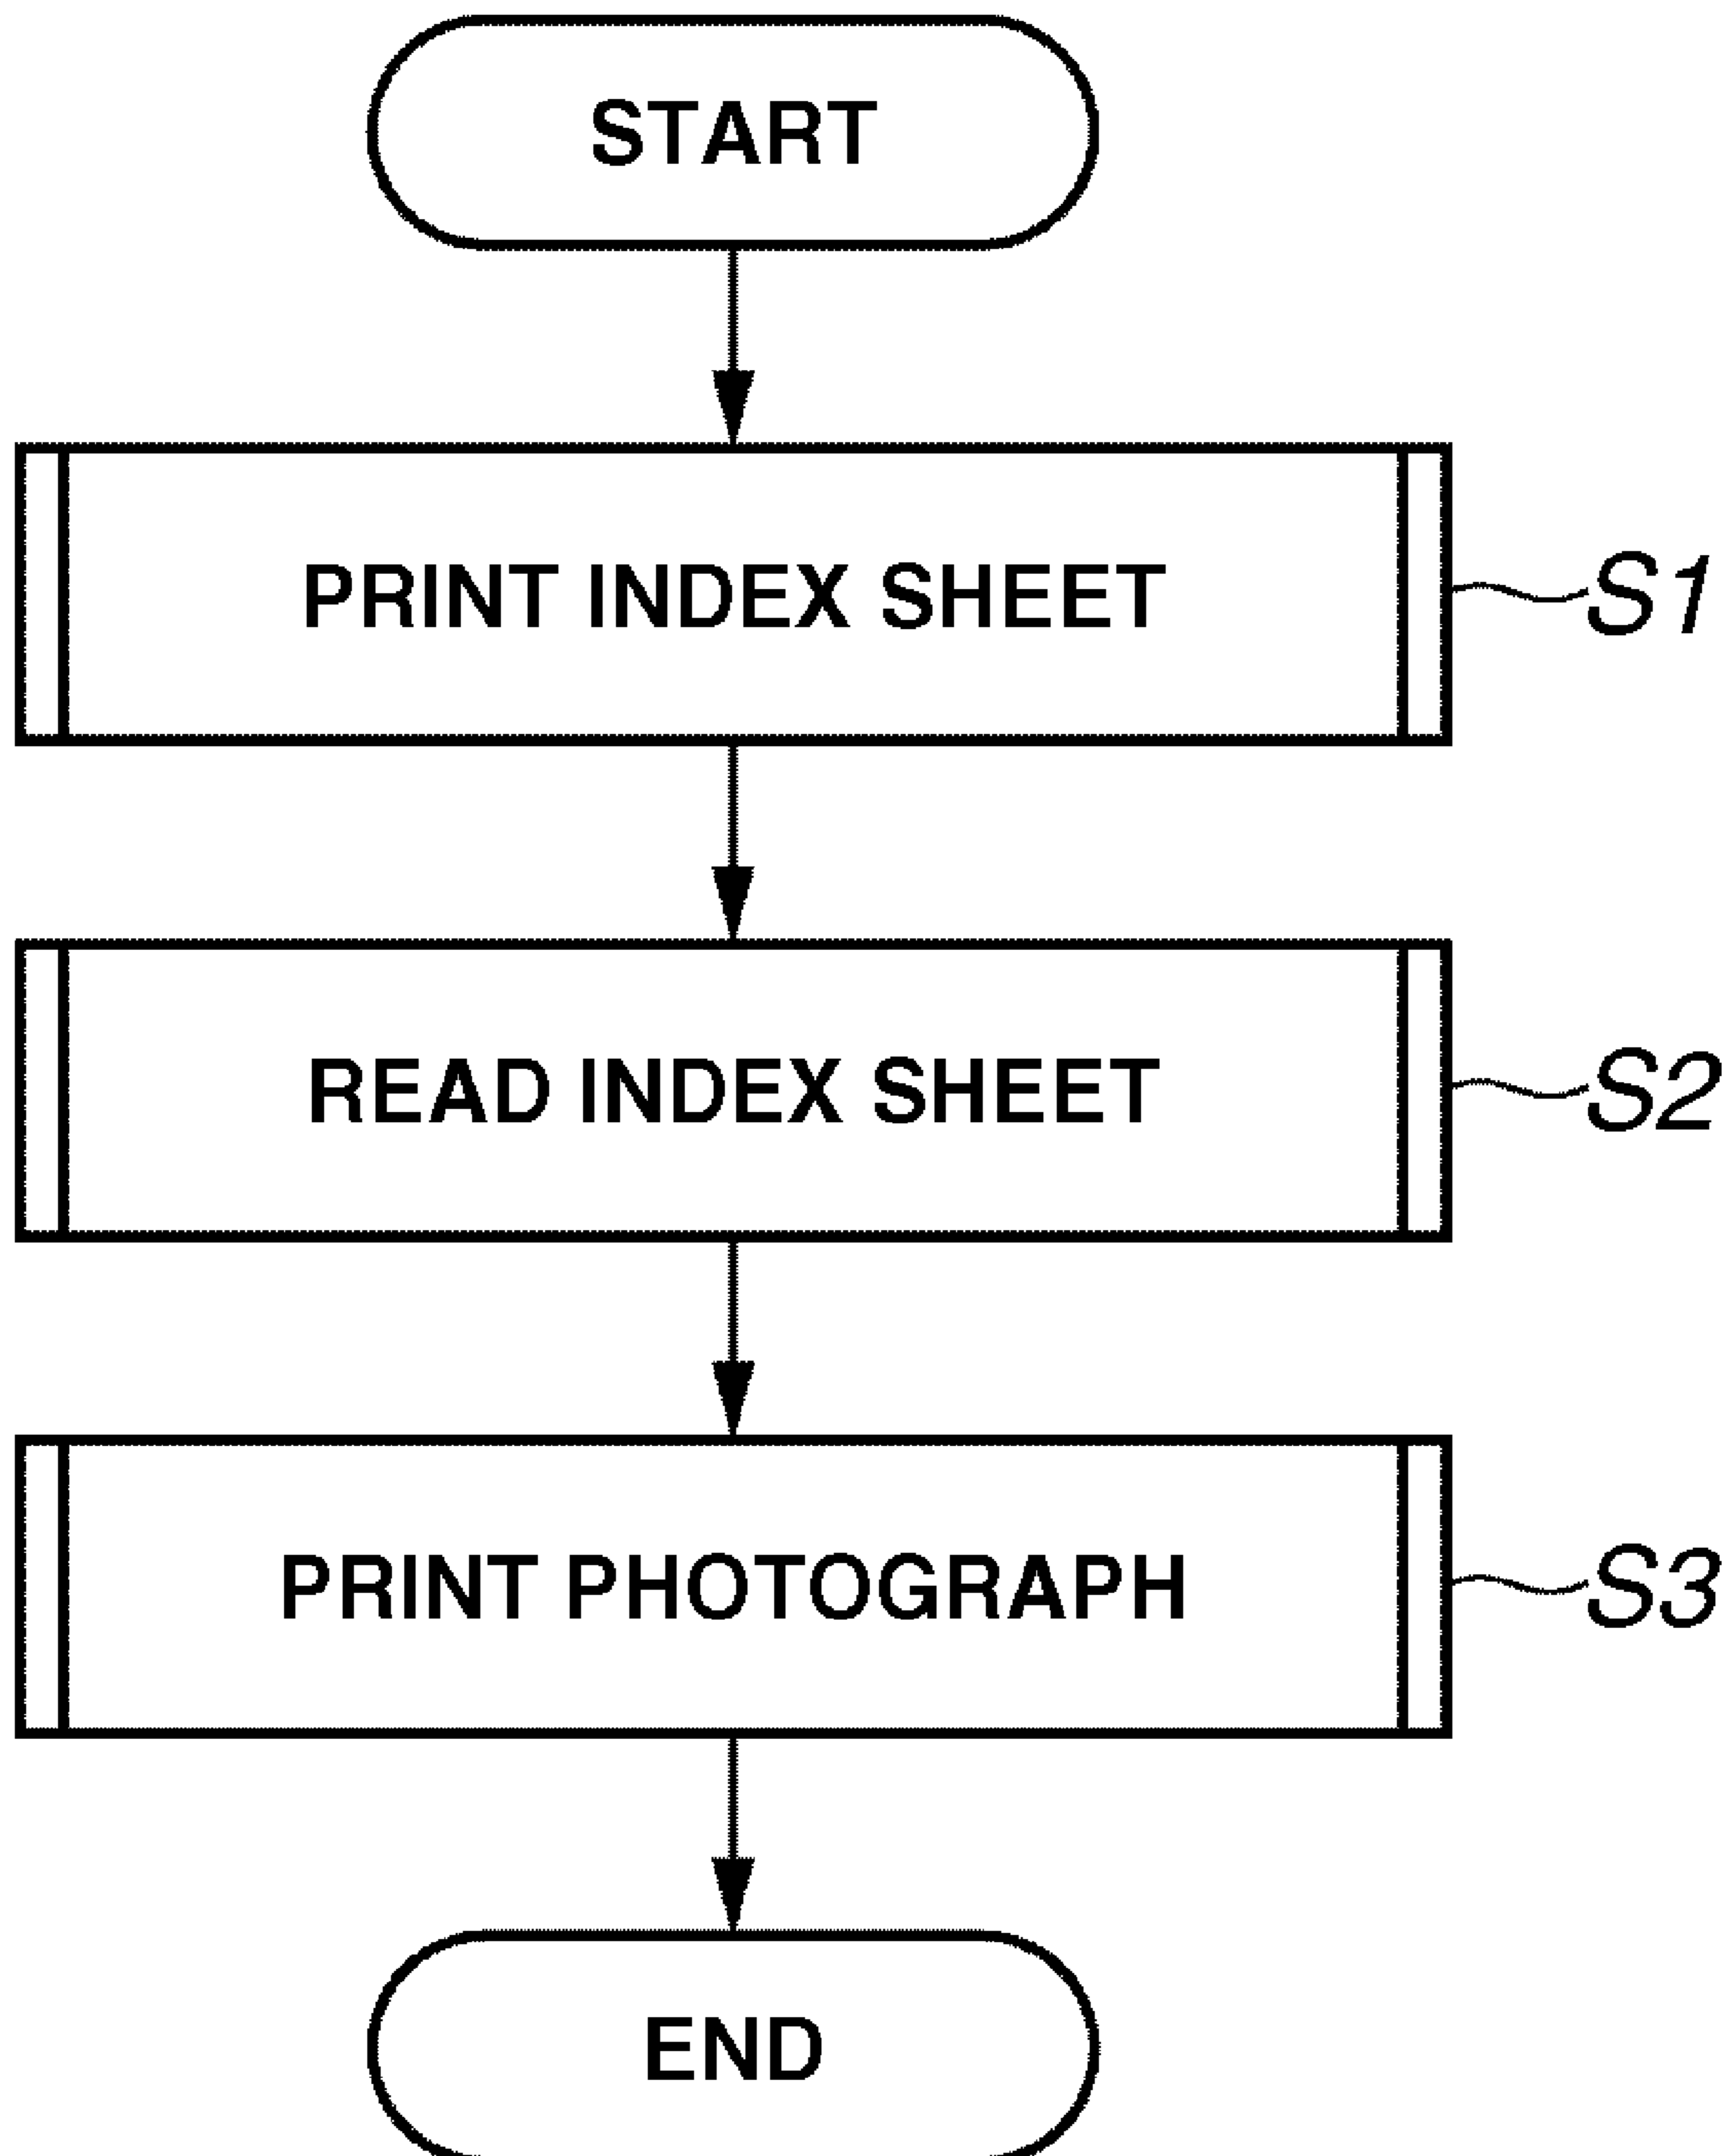 START
PRINT INDEX SHEET
S1
READ INDEX SHEET
S2
PRINT PHOTOGRAPH
S3
END